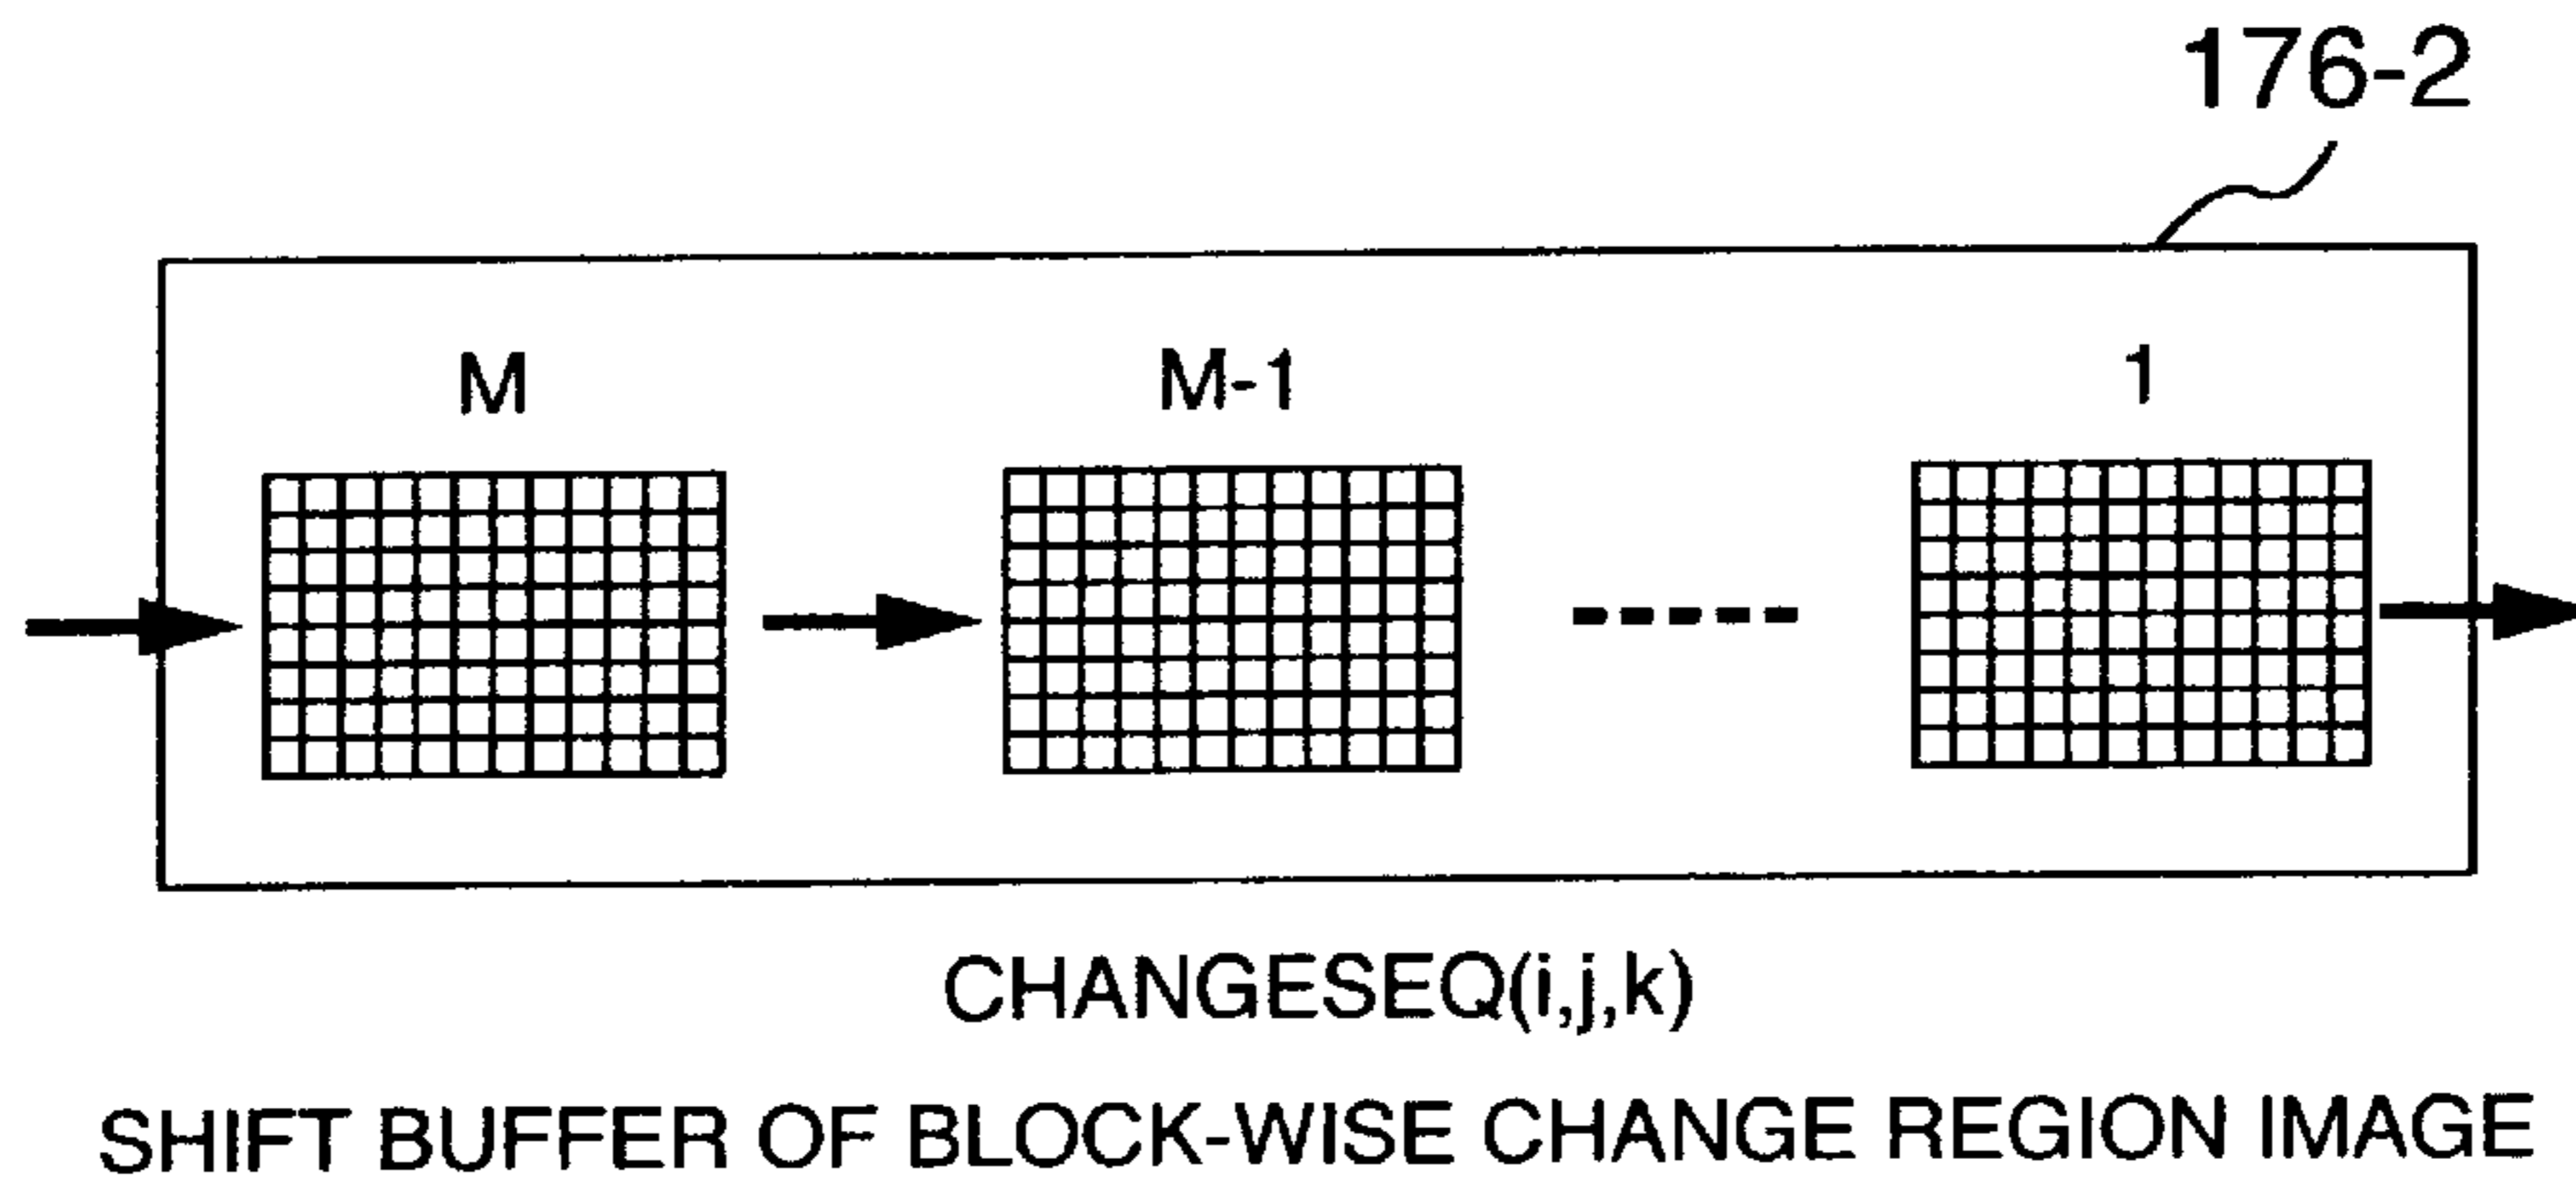 176-2
M M-1 1
CHANGESEQ(i,j,k)
SHIFT BUFFER OF BLOCK-WISE CHANGE REGION IMAGE